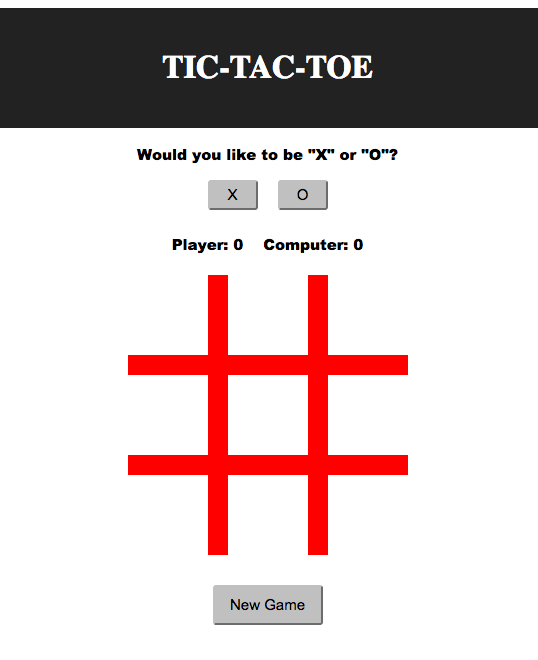 TIC-TAC-TOE
Would you like to be "X" or "O"?
X O
Player: 0 Computer: 0
New Game